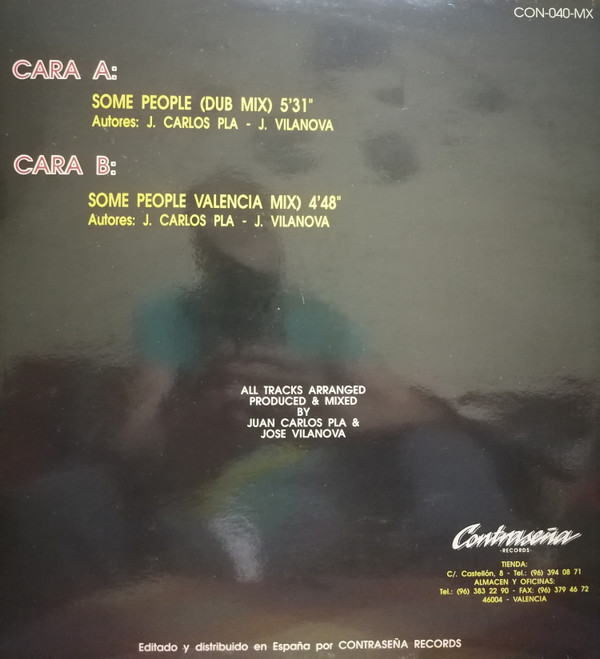 CON-040-MX
CARA A:
SOME PEOPLE (DUB MIX) 5'31"
Autores: J. CARLOS PLA - J. VILANOVA
CARA B:
SOME PEOPLE VALENCIA MIX) 4'48"
Autores: J. CARLOS PLA - J. VILANOVA
ALL TRACKS ARRANGED
PRODUCED & MIXED
BY
JUAN CARLOS PLA &
JOSE VILANOVA
Contraseña
-RECORDS-
TIENDA:
C/. Castellón, 8 - Tel.: (96) 394 08 71
ALMACEN Y OFICINAS:
Tel.: (96) 383 22 90 - FAX: (96) 379 46 72
46004 - VALENCIA
Editado y distribuido en España por CONTRASEÑA RECORDS